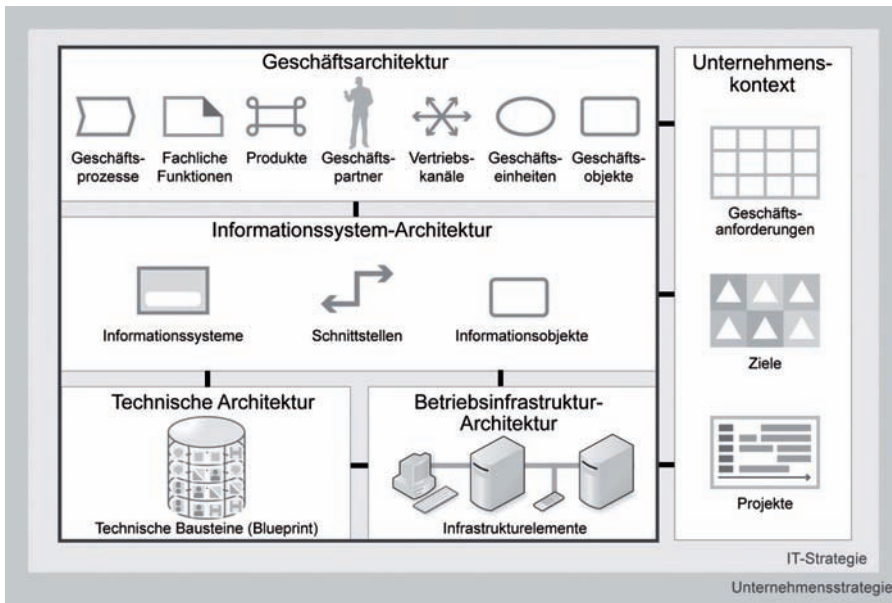 Geschäftsarchitektur
Geschäfts-
prozesse
Fachliche
Funktionen
Produkte
Geschäfts-
partner
Vertriebs-
kanäle
Geschäfts-
einheiten
Geschäfts-
objekte
Informationssystem-Architektur
Informationssysteme
Schnittstellen
Informationsobjekte
Technische Architektur
Technische Bausteine (Blueprint)
Betriebsinfrastruktur-
Architektur
Infrastrukturelemente
Unternehmens-
kontext
Geschäfts-
anforderungen
Ziele
Projekte
IT-Strategie
Unternehmensstrategie